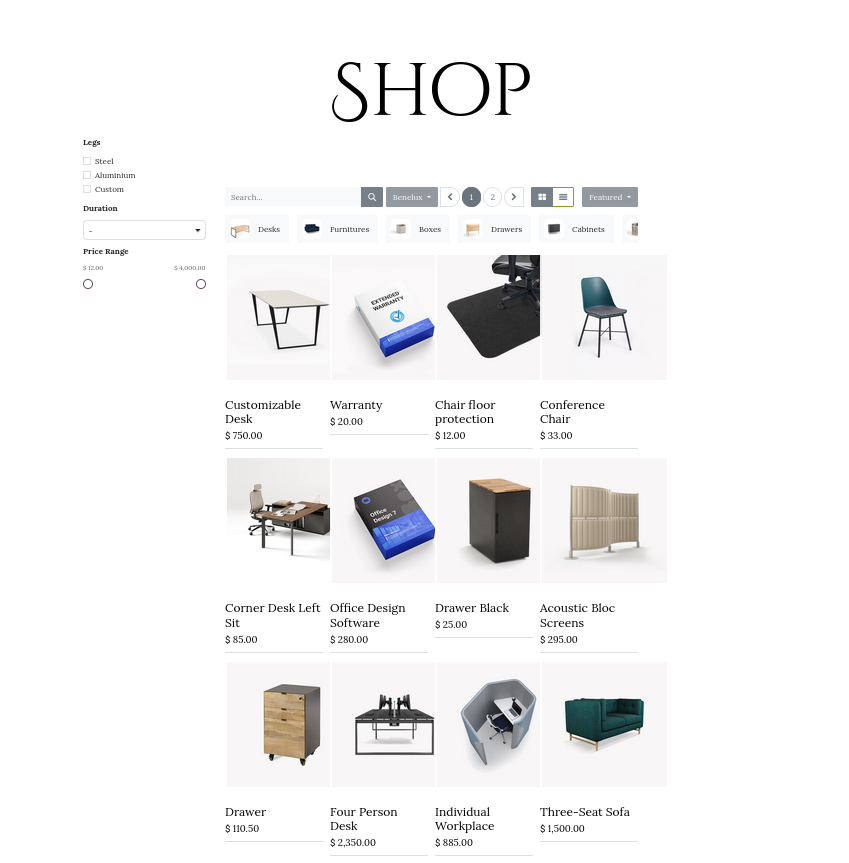 Shop
Legs
Steel
Aluminium
Custom
Duration
-
Price Range
$ 12.00 $ 4,000.00
Search... Benelux 1 2 Featured
Desks Furnitures Boxes Drawers Cabinets
EXTENDED
WARRANTY
Customizable
Desk
$ 750.00
Warranty
$ 20.00
Chair floor
protection
$ 12.00
Conference
Chair
$ 33.00
Office
Design 7
Corner Desk Left
Sit
$ 85.00
Office Design
Software
$ 280.00
Drawer Black
$ 25.00
Acoustic Bloc
Screens
$ 295.00
Drawer
$ 110.50
Four Person
Desk
$ 2,350.00
Individual
Workplace
$ 885.00
Three-Seat Sofa
$ 1,500.00